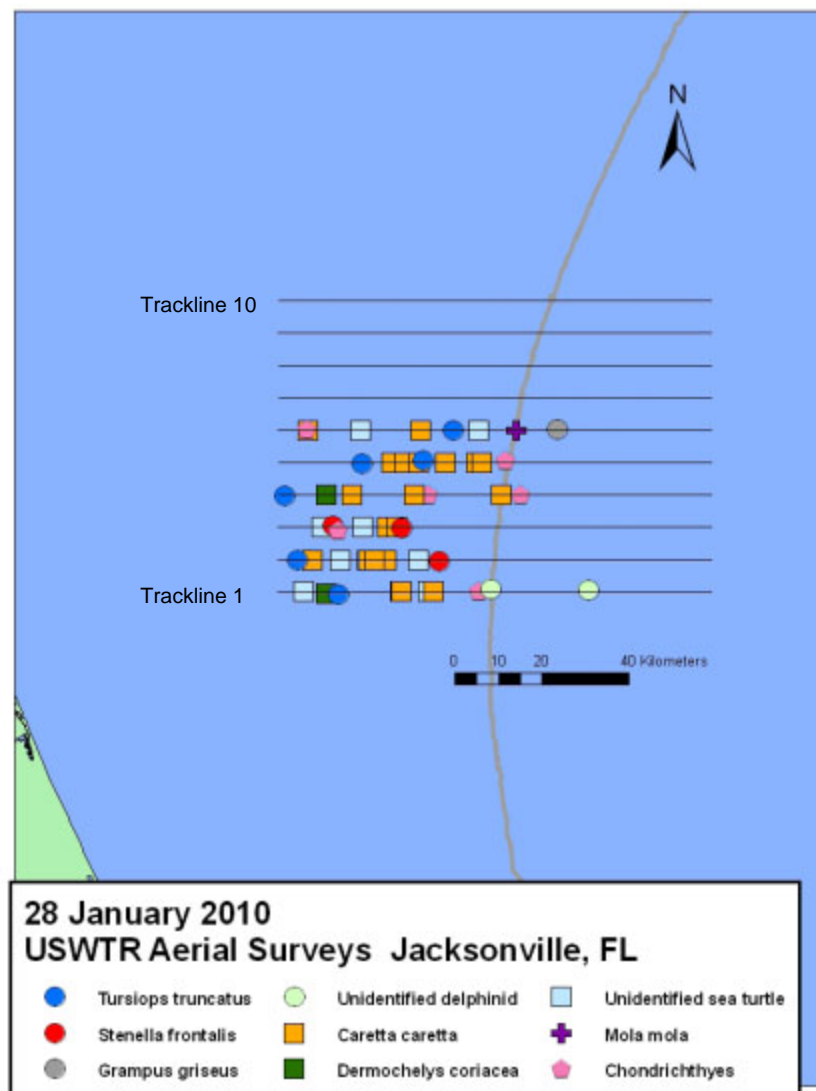 N
Trackline 10
Trackline 1
0 10 20 40 Kilometers
28 January 2010
USWTR Aerial Surveys Jacksonville, FL
Tursiops truncatus Unidentified delphinid Unidentified sea turtle
Stenella frontalis Caretta caretta Mola mola
Grampus griseus Dermochelys coriacea Chondrichthyes